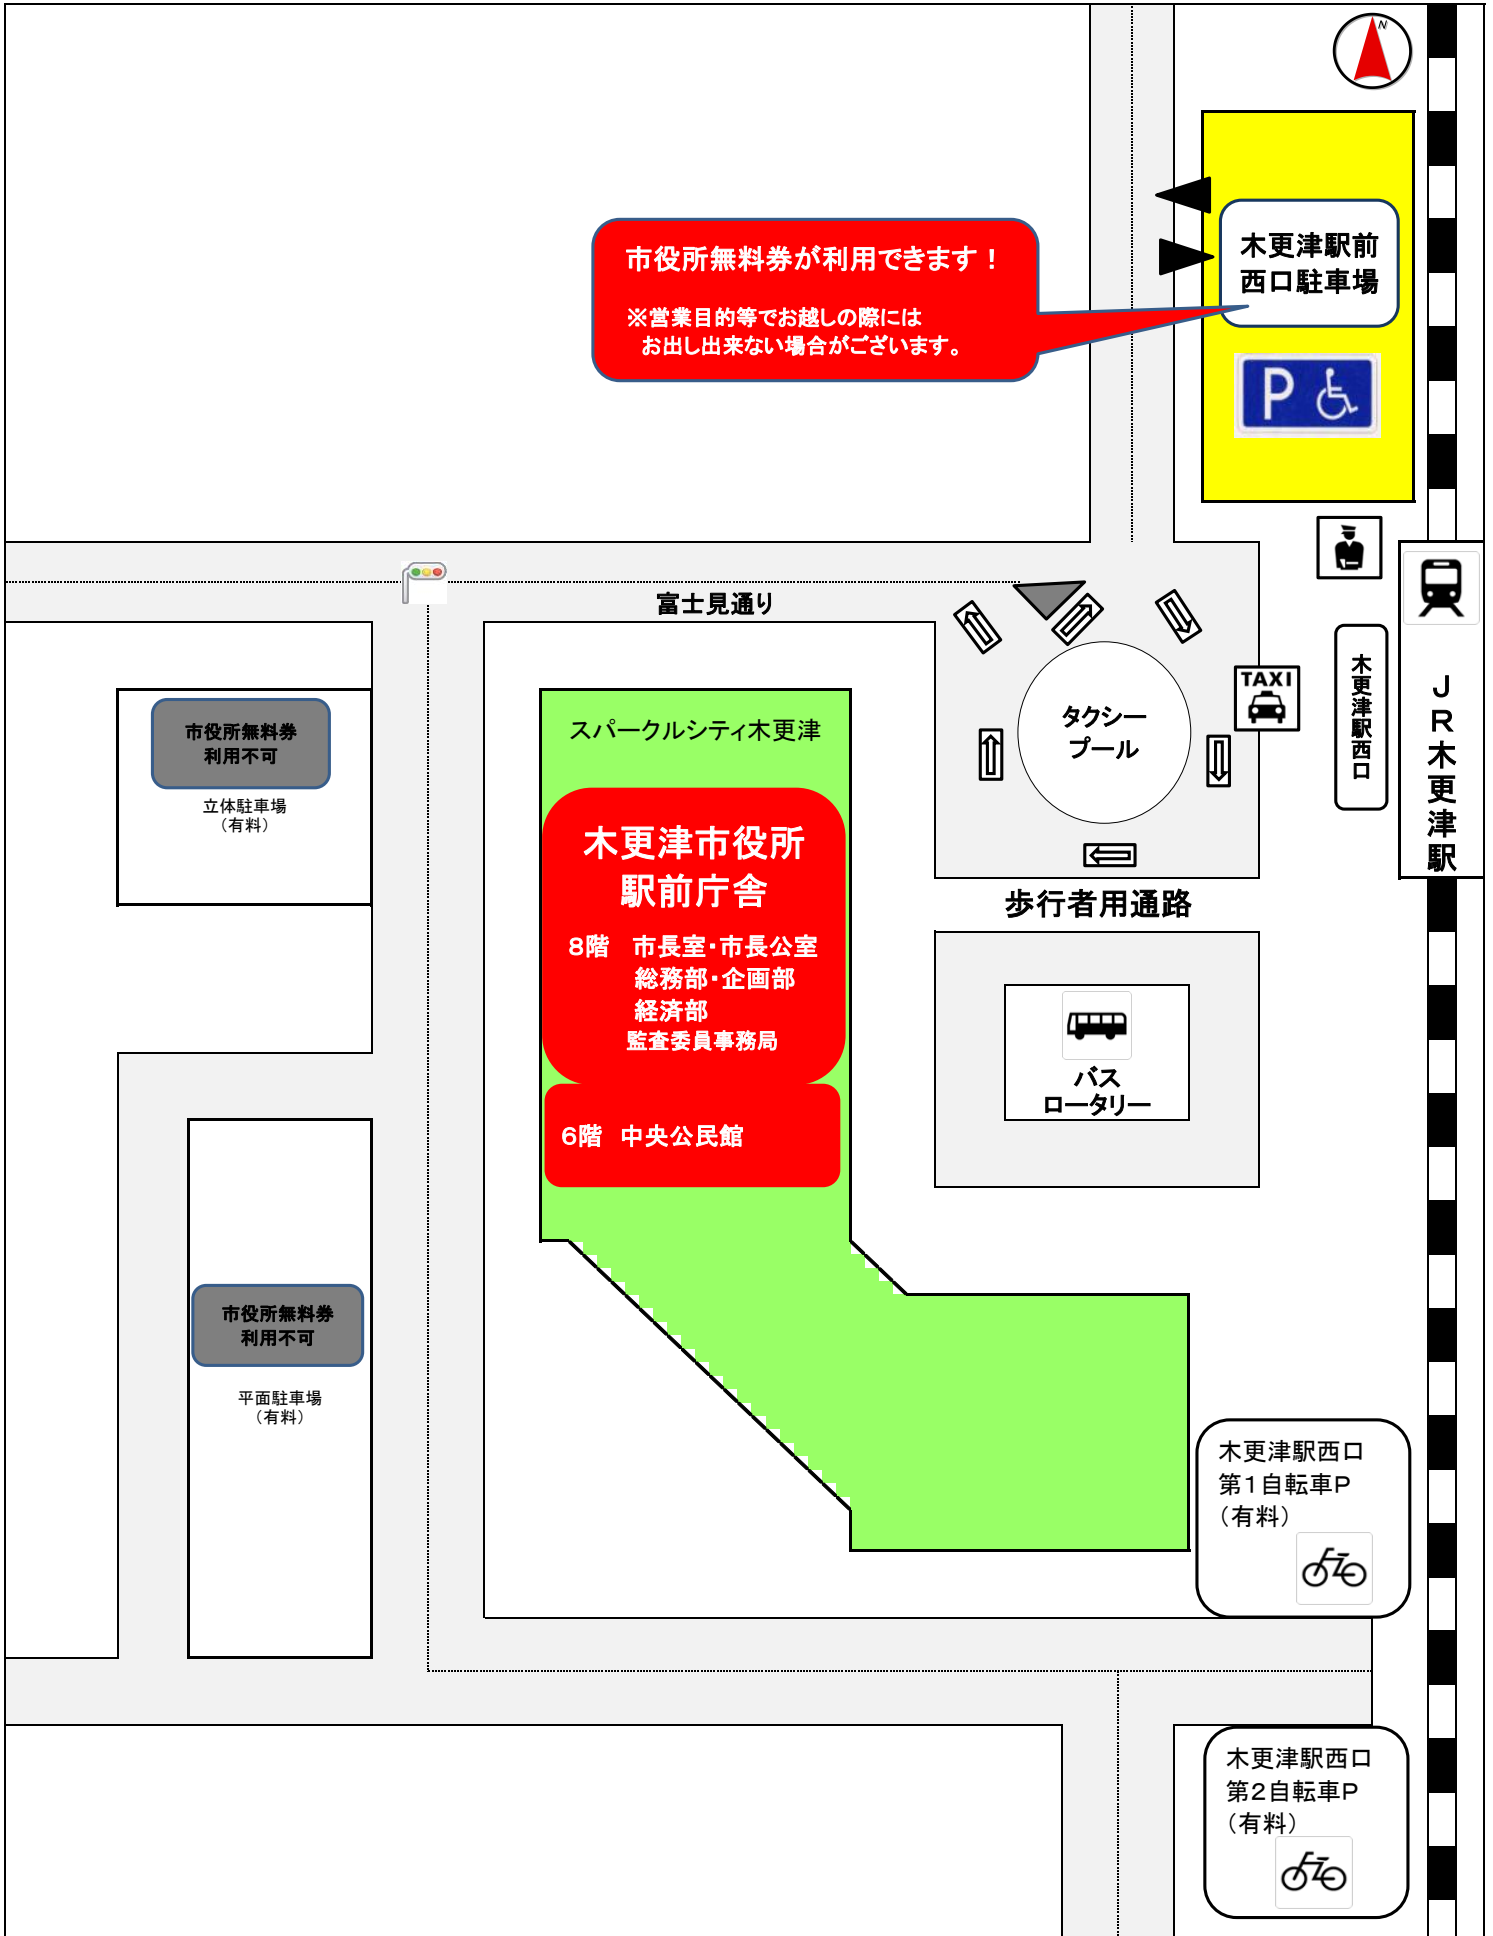 N
市役所無料券が利用できます！
※営業目的等でお越しの際には
お出し出来ない場合がございます。
木更津駅前
西口駐車場
P
富士見通り
市役所無料券
利用不可
立体駐車場
（有料）
スパークルシティ木更津
木更津市役所
駅前庁舎
8階　市長室・市長公室
総務部・企画部
経済部
監査委員事務局
6階　中央公民館
タクシー
プール
TAXI
木更津駅西口
ＪＲ木更津駅
歩行者用通路
バス
ロータリー
市役所無料券
利用不可
平面駐車場
（有料）
木更津駅西口
第１自転車Ｐ
（有料）
木更津駅西口
第２自転車Ｐ
（有料）